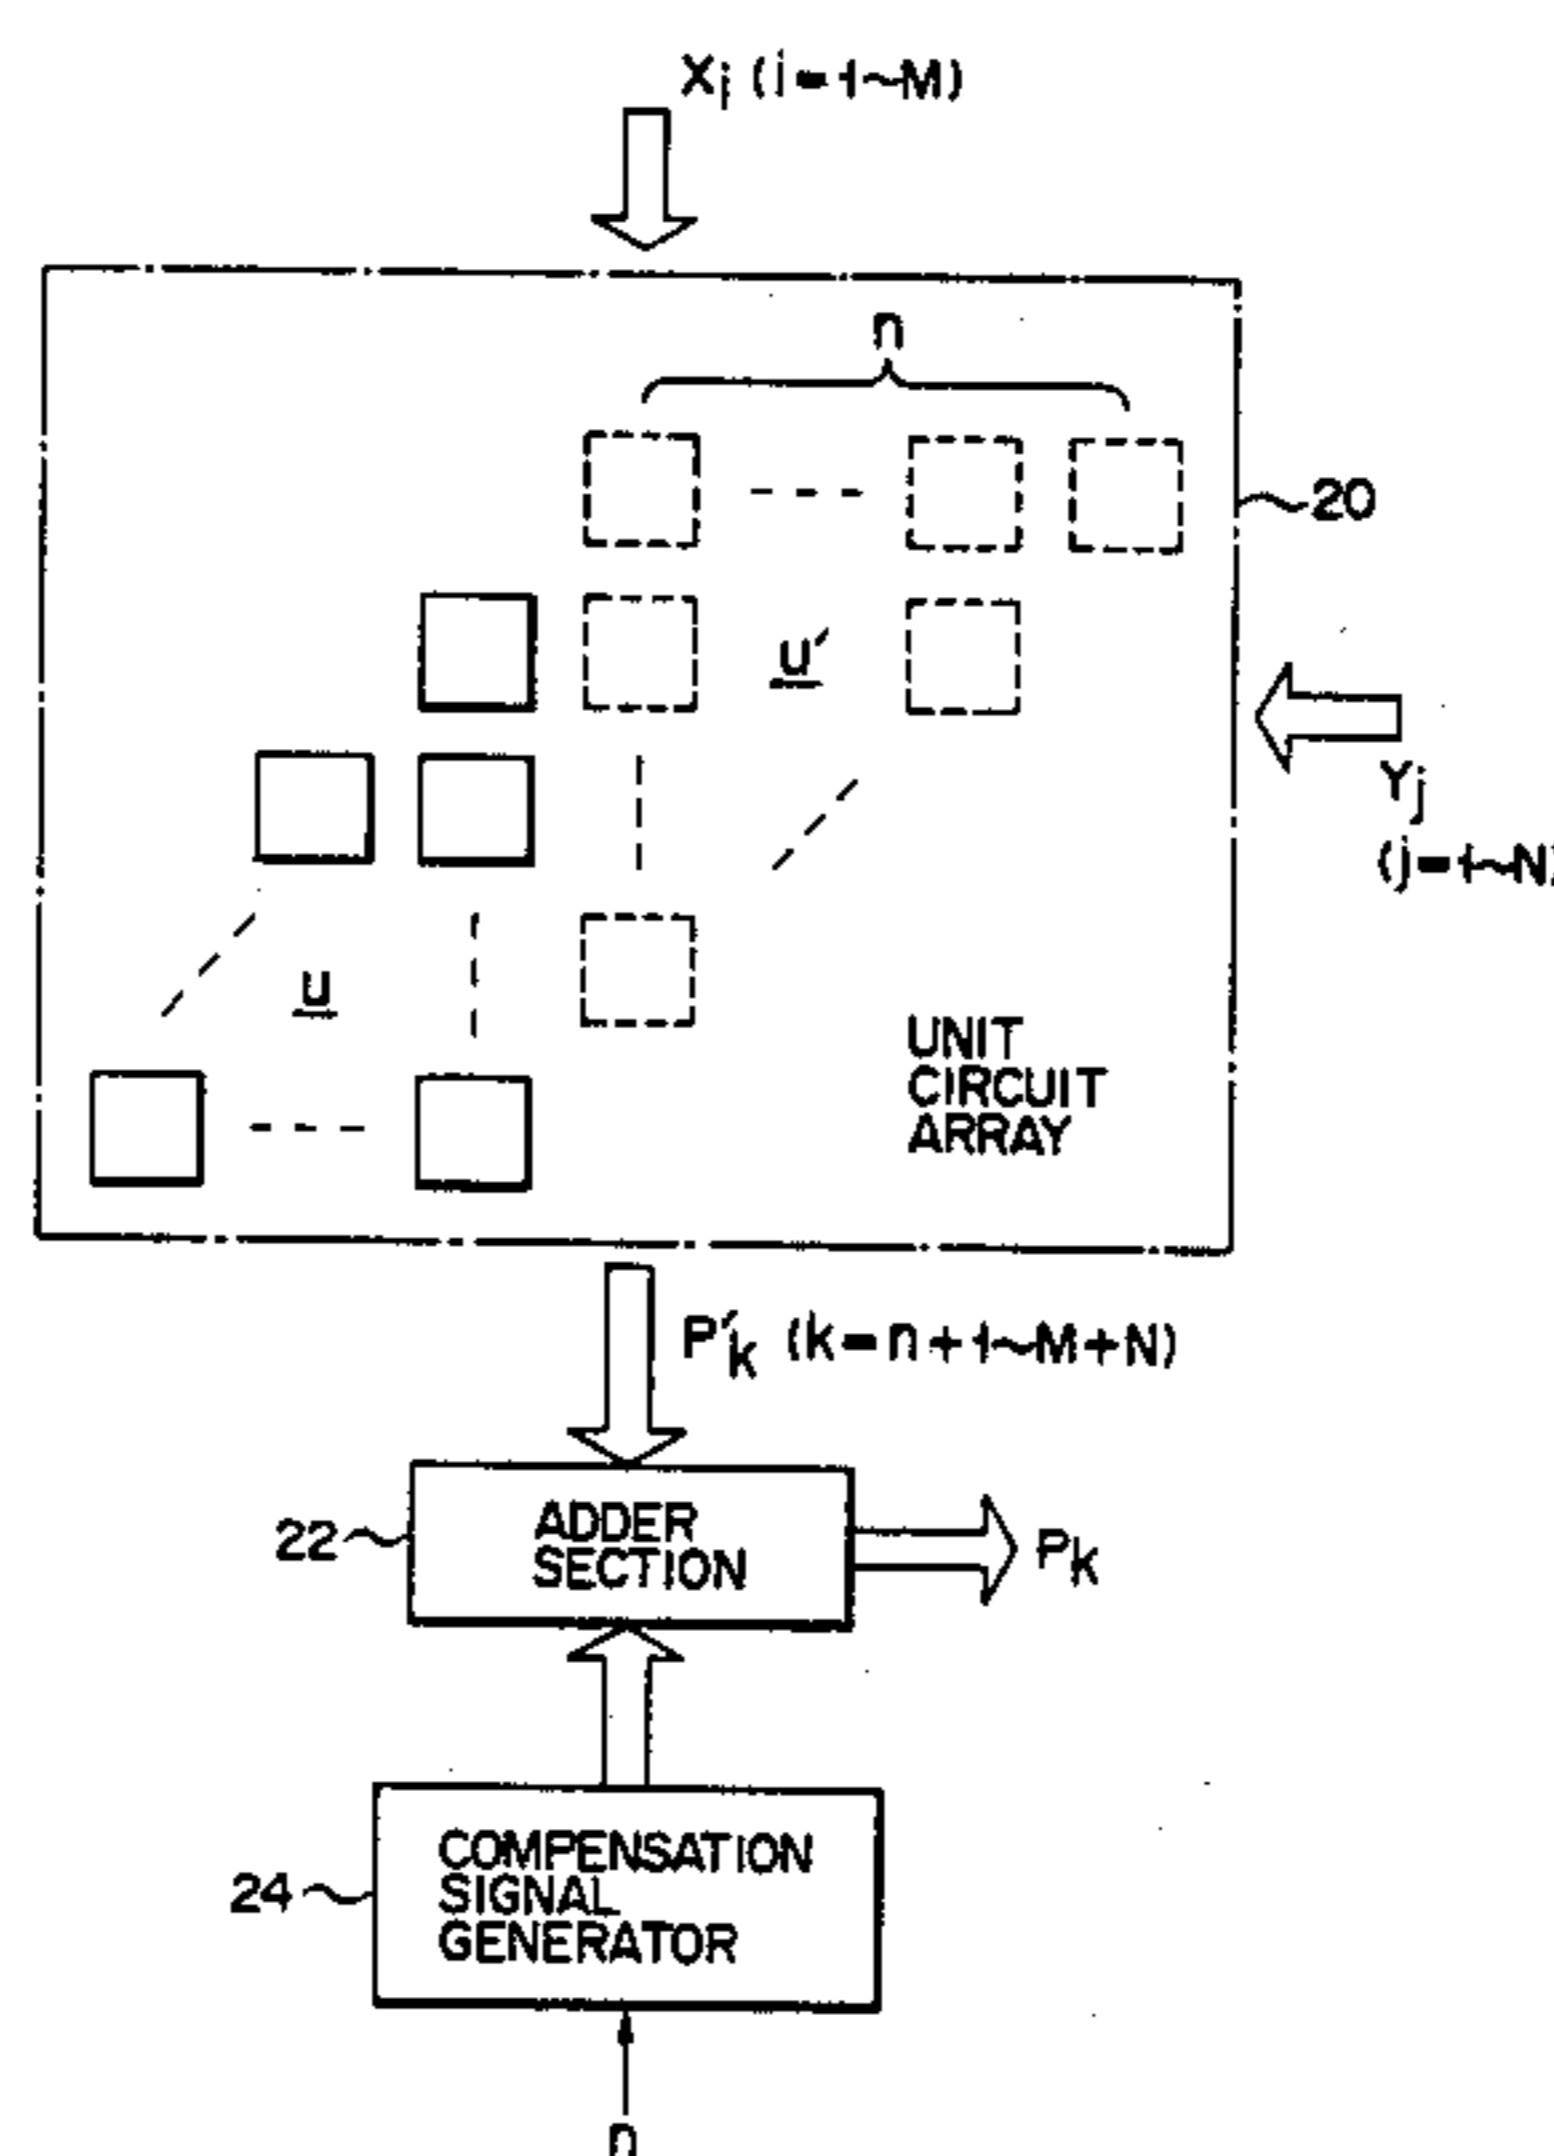 Xi (i=1~M)
n
20
u'
Yj
(j=1~N)
u
UNIT
CIRCUIT
ARRAY
P'k (k=n+1~M+N)
22
ADDER
SECTION
Pk
24
COMPENSATION
SIGNAL
GENERATOR
n